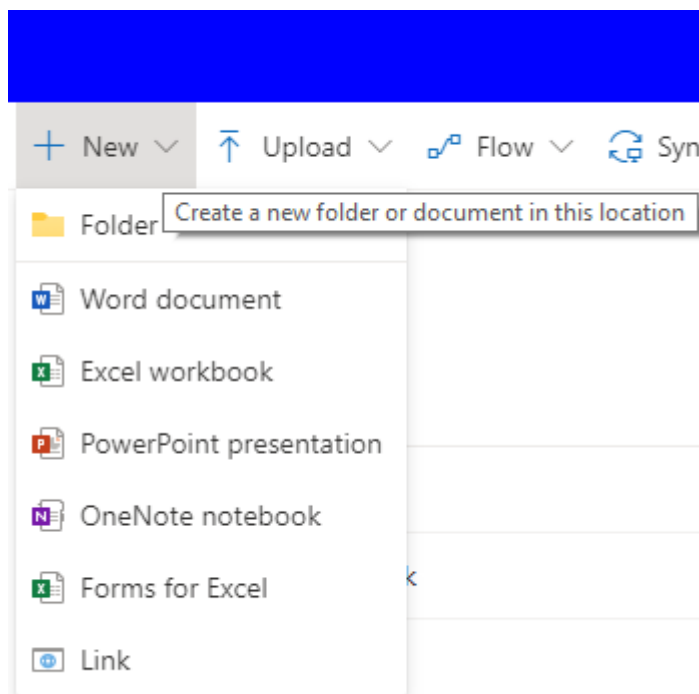 New Upload Flow Syn
Folder
Create a new folder or document in this location
Word document
Excel workbook
PowerPoint presentation
OneNote notebook
Forms for Excel
k
Link